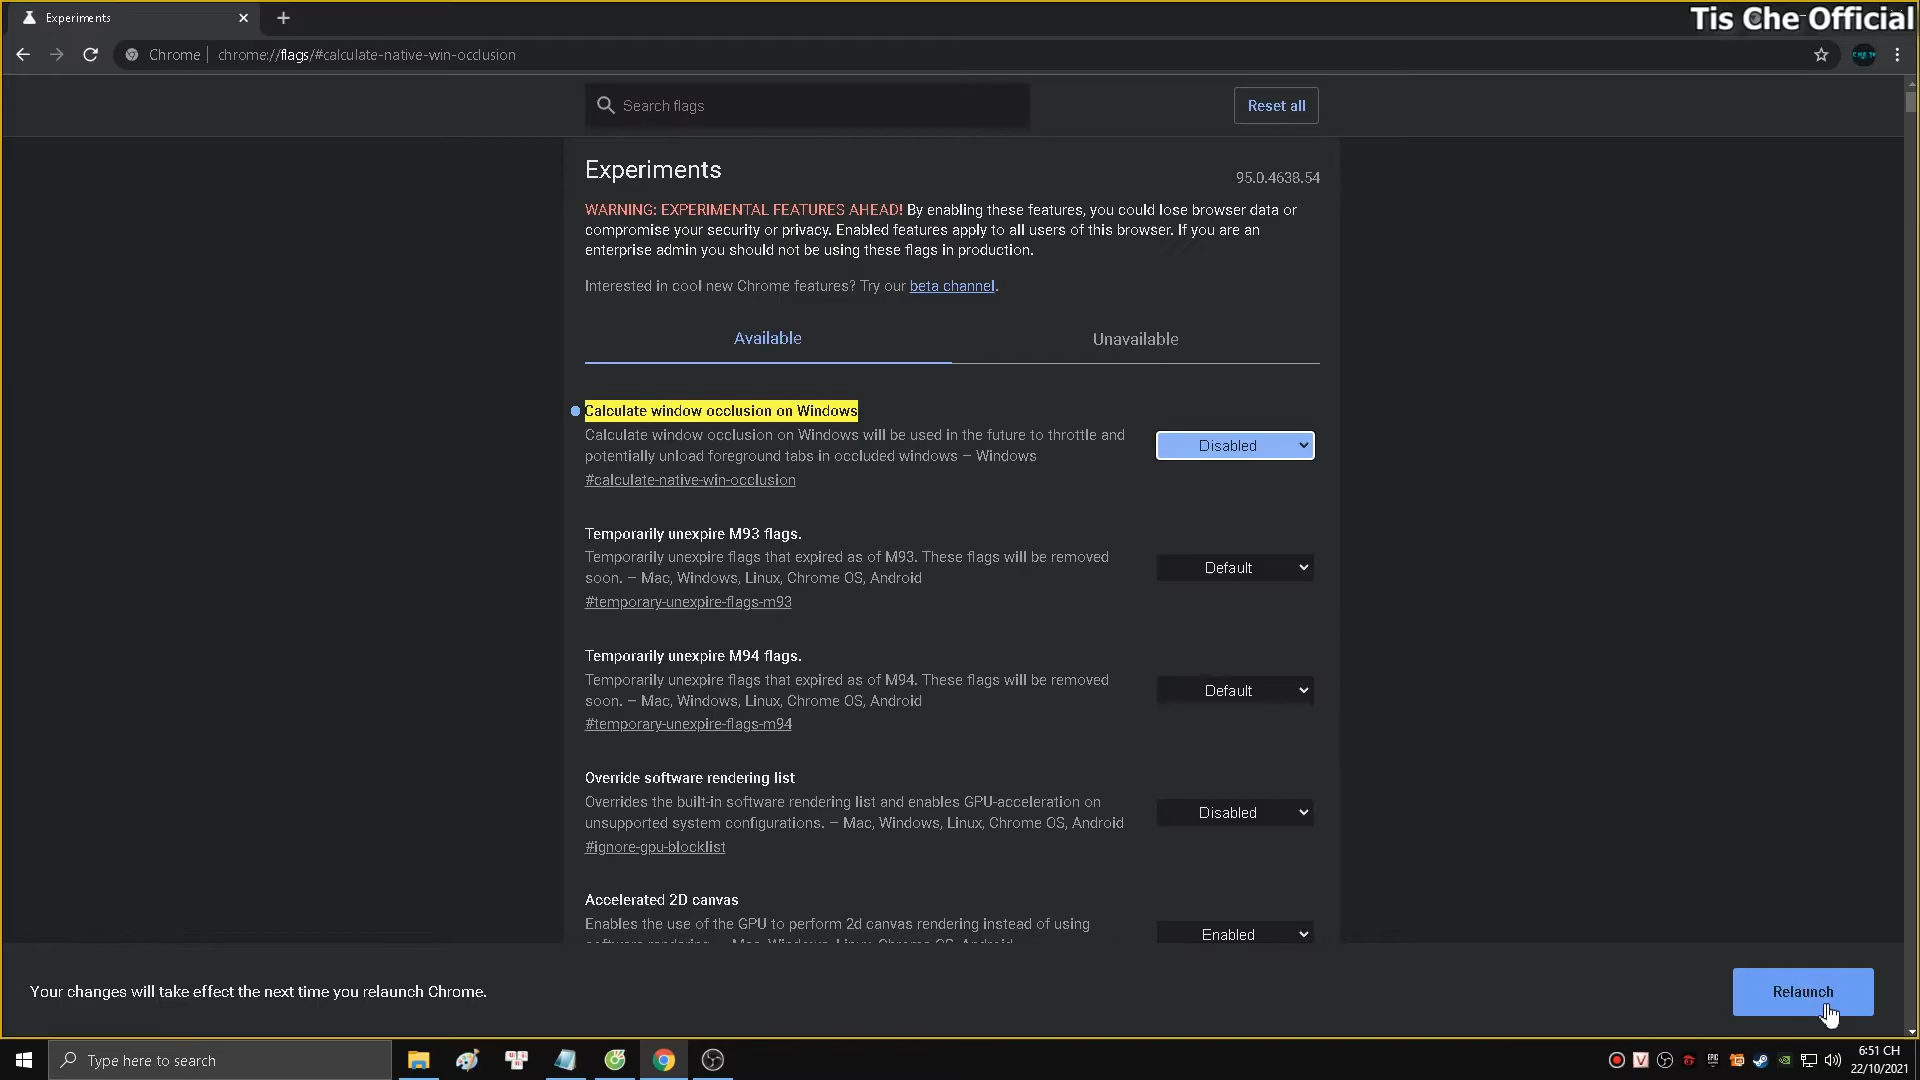 Experiments
Tis Che Official
Chrome
chrome://flags/#calculate-native-win-occlusion
CHE TV
Search flags
Reset all
Experiments
95.0.4638.54
WARNING: EXPERIMENTAL FEATURES AHEAD! By enabling these features, you could lose browser data or
compromise your security or privacy. Enabled features apply to all users of this browser. If you are an
enterprise admin you should not be using these flags in production.
Interested in cool new Chrome features? Try our beta channel.
Available
Unavailable
Calculate window occlusion on Windows
Calculate window occlusion on Windows will be used in the future to throttle and
potentially unload foreground tabs in occluded windows – Windows
#calculate-native-win-occlusion
Disabled
Temporarily unexpire M93 flags.
Temporarily unexpire flags that expired as of M93. These flags will be removed
soon. – Mac, Windows, Linux, Chrome OS, Android
#temporary-unexpire-flags-m93
Default
Temporarily unexpire M94 flags.
Temporarily unexpire flags that expired as of M94. These flags will be removed
soon. – Mac, Windows, Linux, Chrome OS, Android
#temporary-unexpire-flags-m94
Default
Override software rendering list
Overrides the built-in software rendering list and enables GPU-acceleration on
unsupported system configurations. – Mac, Windows, Linux, Chrome OS, Android
#ignore-gpu-blocklist
Disabled
Accelerated 2D canvas
Enables the use of the GPU to perform 2d canvas rendering instead of using
software rendering. – Mac, Windows, Linux, Chrome OS, Android
Enabled
Your changes will take effect the next time you relaunch Chrome.
Relaunch
Type here to search
V
EPIC
6:51 CH
22/10/2021